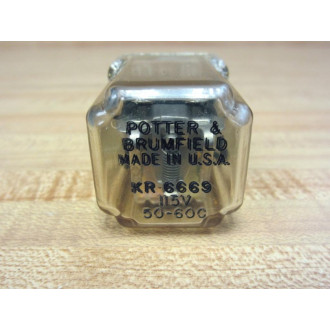 POTTER &
BRUMFIELD
MADE IN U.S.A.
KR-6669
115V
50-60C